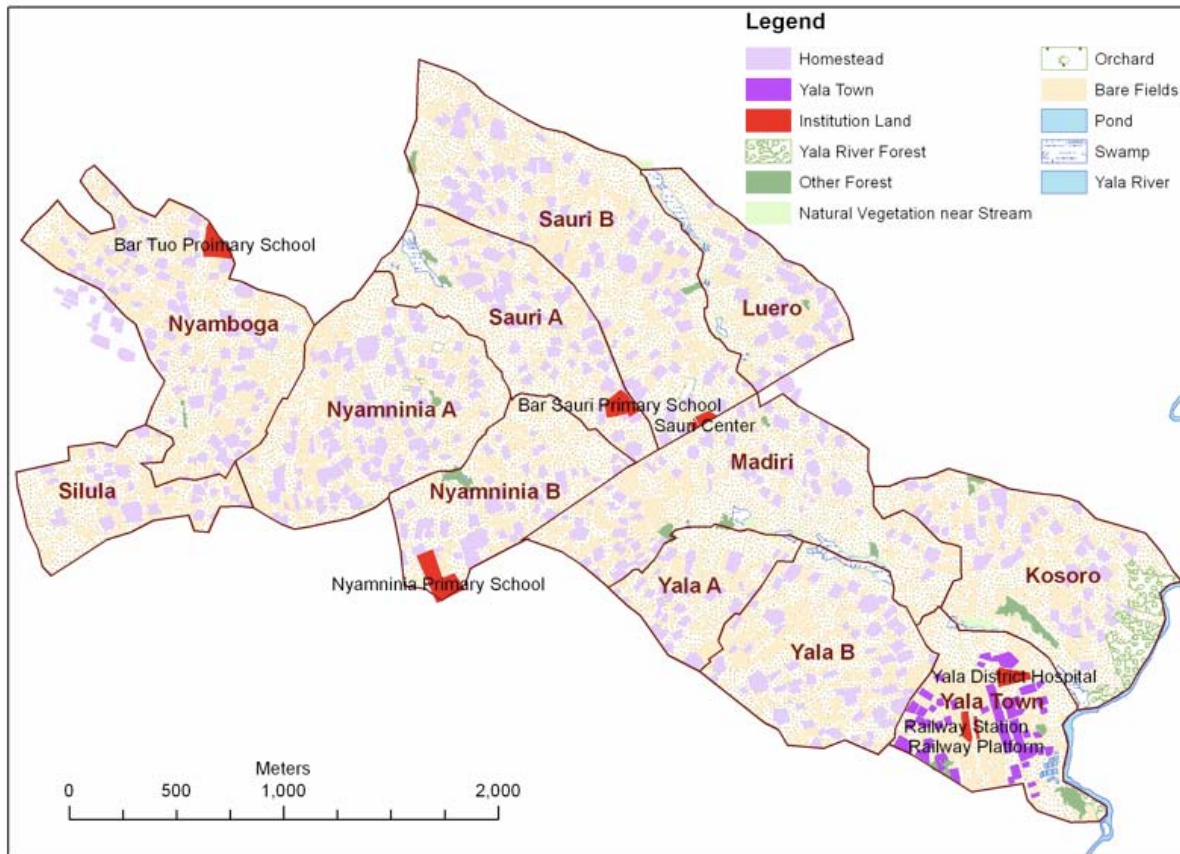 Legend
Homestead
Yala Town
Institution Land
Yala River Forest
Other Forest
Natural Vegetation near Stream
Orchard
Bare Fields
Pond
Swamp
Yala River
Sauri B
Bar Tuo Proimary School
Luero
Sauri A
Nyamboga
Nyamninia A
Bar Sauri Primary School
Sauri Center
Madiri
Silula
Nyamninia B
Kosoro
Nyamninia Primary School
Yala A
Yala B
Yala District Hospital
Yala Town
Railway Station
Railway Platform
Meters
0 500 1,000 2,000